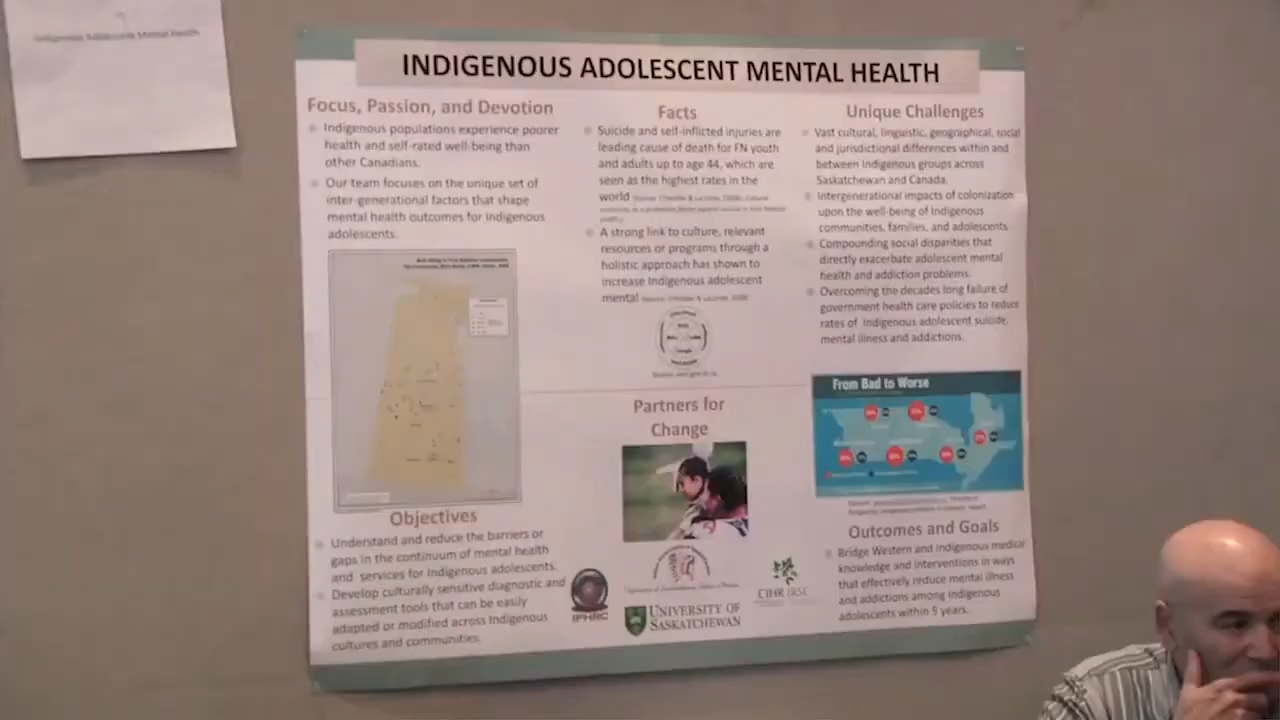 Indigenous Adolescent Mental Health
INDIGENOUS ADOLESCENT MENTAL HEALTH
Focus, Passion, and Devotion
Indigenous populations experience poorer
health and self-rated well-being than
other Canadians.
Our team focuses on the unique set of
inter-generational factors that shape
mental health outcomes for Indigenous
adolescents.
Objectives
Understand and reduce the barriers or
gaps in the continuum of mental health
and services for Indigenous adolescents.
Develop culturally sensitive diagnostic and
assessment tools that can be easily
adapted or modified across Indigenous
cultures and communities.
Facts
Suicide and self-inflicted injuries are
leading cause of death for FN youth
and adults up to age 44, which are
seen as the highest rates in the
world
A strong link to culture, relevant
resources or programs through a
holistic approach has shown to
increase Indigenous adolescent
mental
Partners for
Change
IPHRC
UNIVERSITY OF
SASKATCHEWAN
CIHR IRSC
Unique Challenges
Vast cultural, linguistic, geographical, social
and jurisdictional differences within and
between Indigenous groups across
Saskatchewan and Canada.
Intergenerational impacts of colonization
upon the well-being of Indigenous
communities, families, and adolescents.
Compounding social disparities that
directly exacerbate adolescent mental
health and addiction problems.
Overcoming the decades long failure of
government health care policies to reduce
rates of Indigenous adolescent suicide,
mental illness and addictions.
From Bad to Worse
Outcomes and Goals
Bridge Western and Indigenous medical
knowledge and interventions in ways
that effectively reduce mental illness
and addictions among Indigenous
adolescents within 5 years.